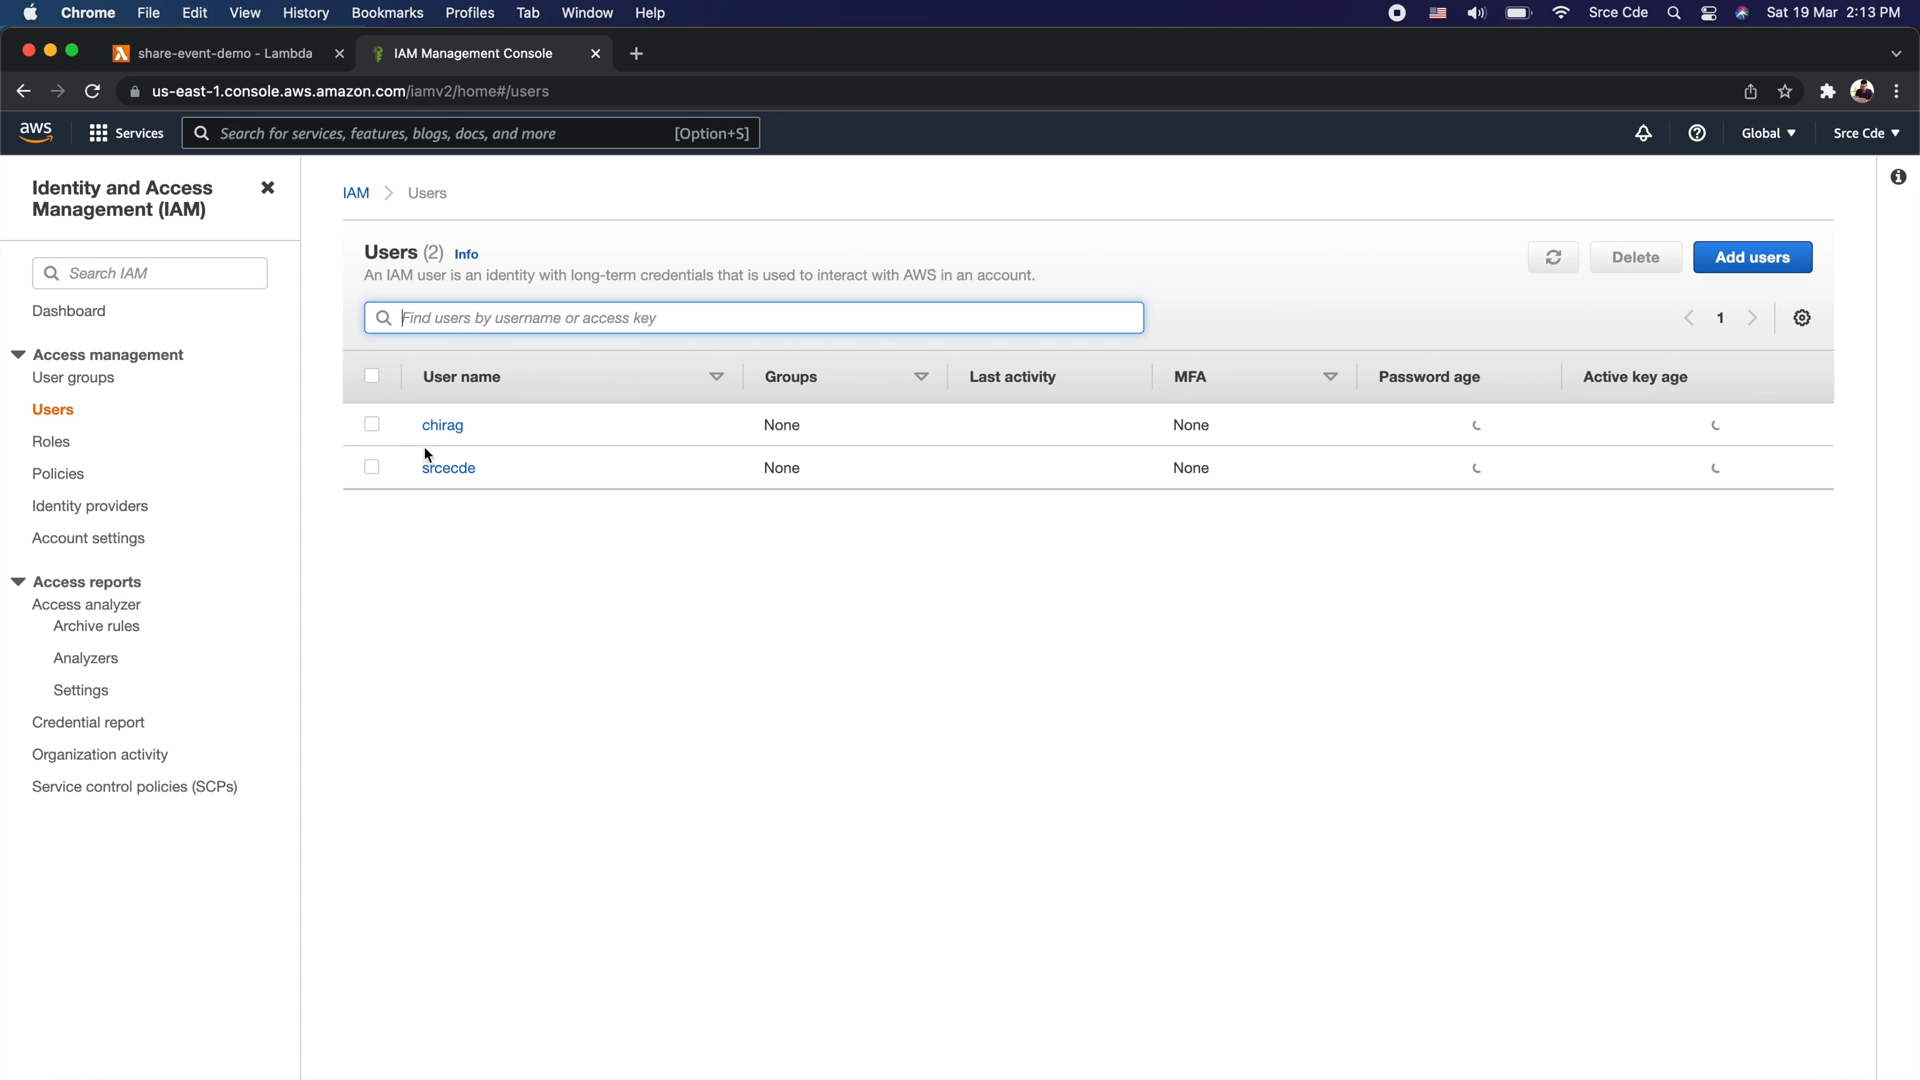 Chrome File Edit View History Bookmarks Profiles Tab Window Help Srce Cde Sat 19 Mar 2:13 PM
share-event-demo - Lambda IAM Management Console
us-east-1.console.aws.amazon.com/iamv2/home#/users
aws Services Search for services, features, blogs, docs, and more [Option+S] Global Srce Cde
Identity and Access
Management (IAM)
Search IAM
Dashboard
Access management
User groups
Users
Roles
Policies
Identity providers
Account settings
Access reports
Access analyzer
Archive rules
Analyzers
Settings
Credential report
Organization activity
Service control policies (SCPs)
IAM Users
Users (2) Info
An IAM user is an identity with long-term credentials that is used to interact with AWS in an account.
Delete Add users
Find users by username or access key
1
User name Groups Last activity MFA Password age Active key age
chirag None None
srcecde None None